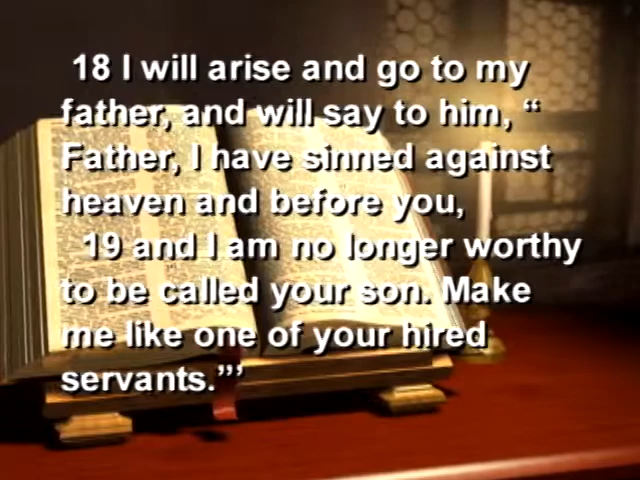 18 I will arise and go to my
father, and will say to him, “
Father, I have sinned against
heaven and before you,
19 and I am no longer worthy
to be called your son. Make
me like one of your hired
servants.”’